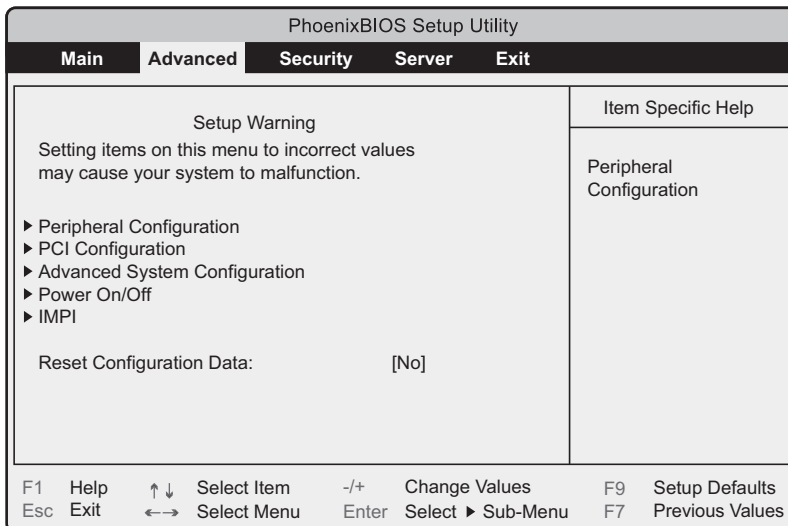 PhoenixBIOS Setup Utility
Main Advanced Security Server Exit
Setup Warning
Setting items on this menu to incorrect values
may cause your system to malfunction.
▶ Peripheral Configuration
▶ PCI Configuration
▶ Advanced System Configuration
▶ Power On/Off
▶ IMPI
Reset Configuration Data: [No]
Item Specific Help
Peripheral
Configuration
F1 Help ↑↓ Select Item -/+ Change Values F9 Setup Defaults
Esc Exit ←→ Select Menu Enter Select ▶ Sub-Menu F7 Previous Values